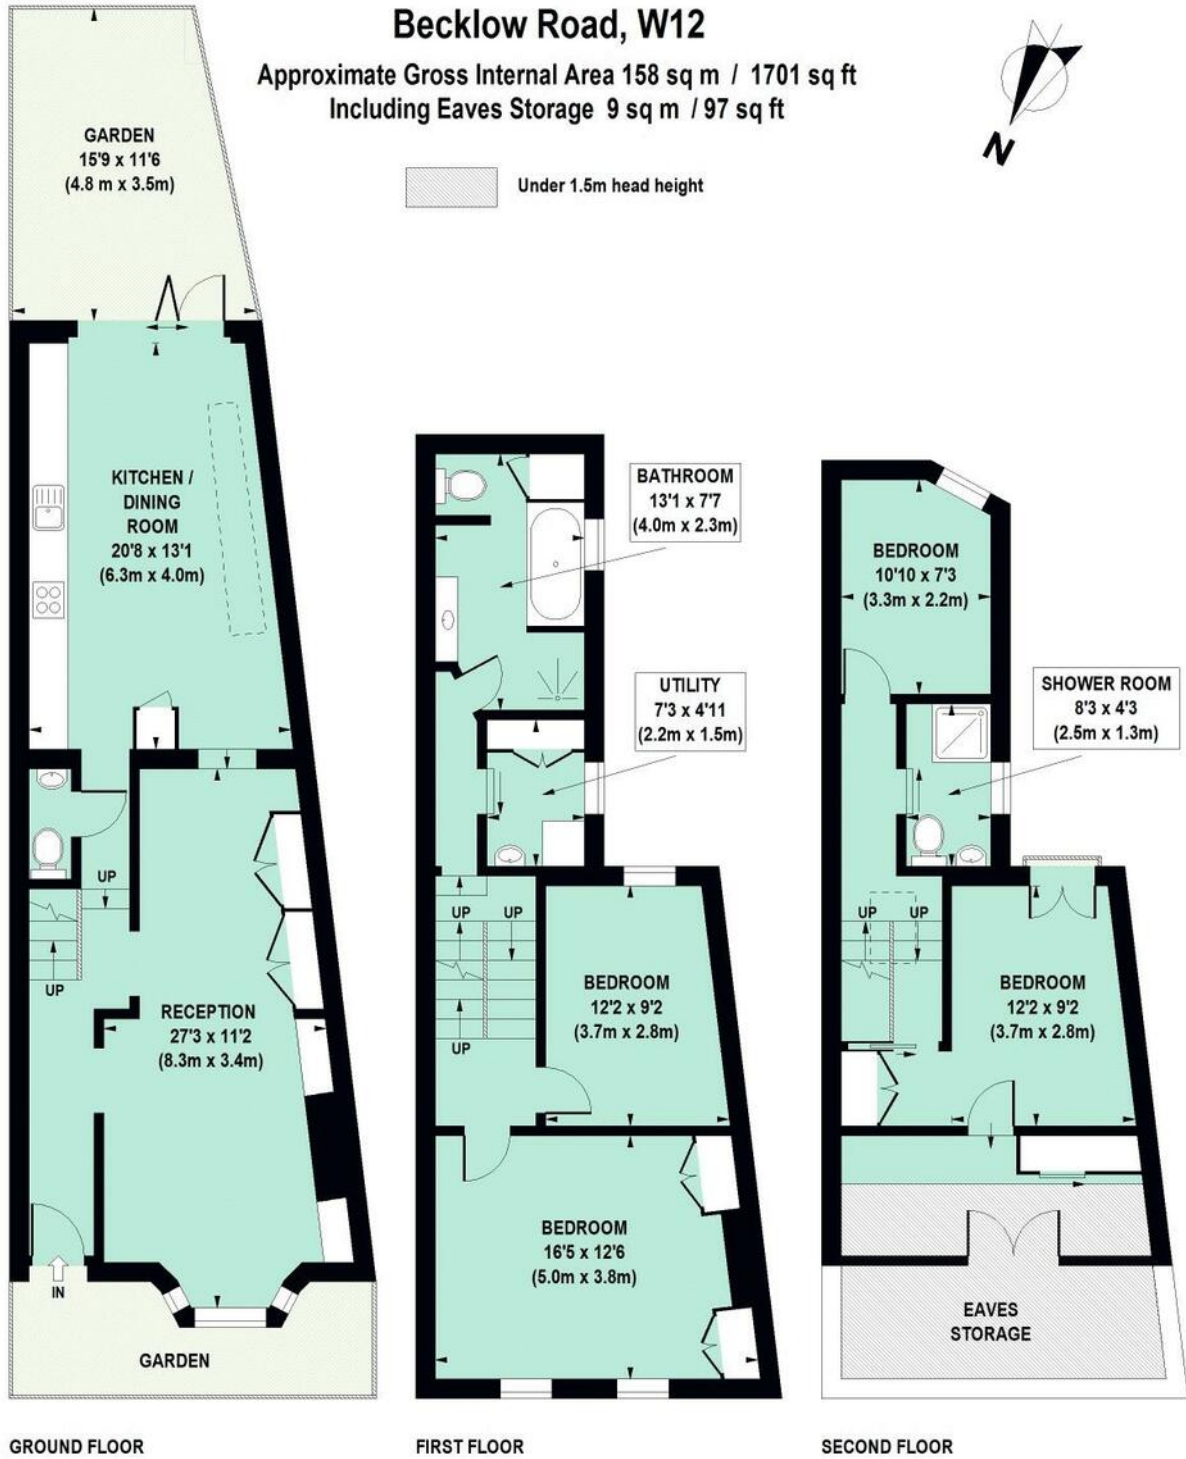 Becklow Road, W12
Approximate Gross Internal Area 158 sq m / 1701 sq ft
Including Eaves Storage 9 sq m / 97 sq ft
Under 1.5m head height
N
GARDEN
15'9 x 11'6
(4.8 m x 3.5m)
KITCHEN /
DINING
ROOM
20'8 x 13'1
(6.3m x 4.0m)
UP
UP
RECEPTION
27'3 x 11'2
(8.3m x 3.4m)
IN
GARDEN
GROUND FLOOR
BATHROOM
13'1 x 7'7
(4.0m x 2.3m)
UTILITY
7'3 x 4'11
(2.2m x 1.5m)
UP
UP
UP
BEDROOM
12'2 x 9'2
(3.7m x 2.8m)
BEDROOM
16'5 x 12'6
(5.0m x 3.8m)
FIRST FLOOR
BEDROOM
10'10 x 7'3
(3.3m x 2.2m)
SHOWER ROOM
8'3 x 4'3
(2.5m x 1.3m)
UP
UP
BEDROOM
12'2 x 9'2
(3.7m x 2.8m)
EAVES
STORAGE
SECOND FLOOR